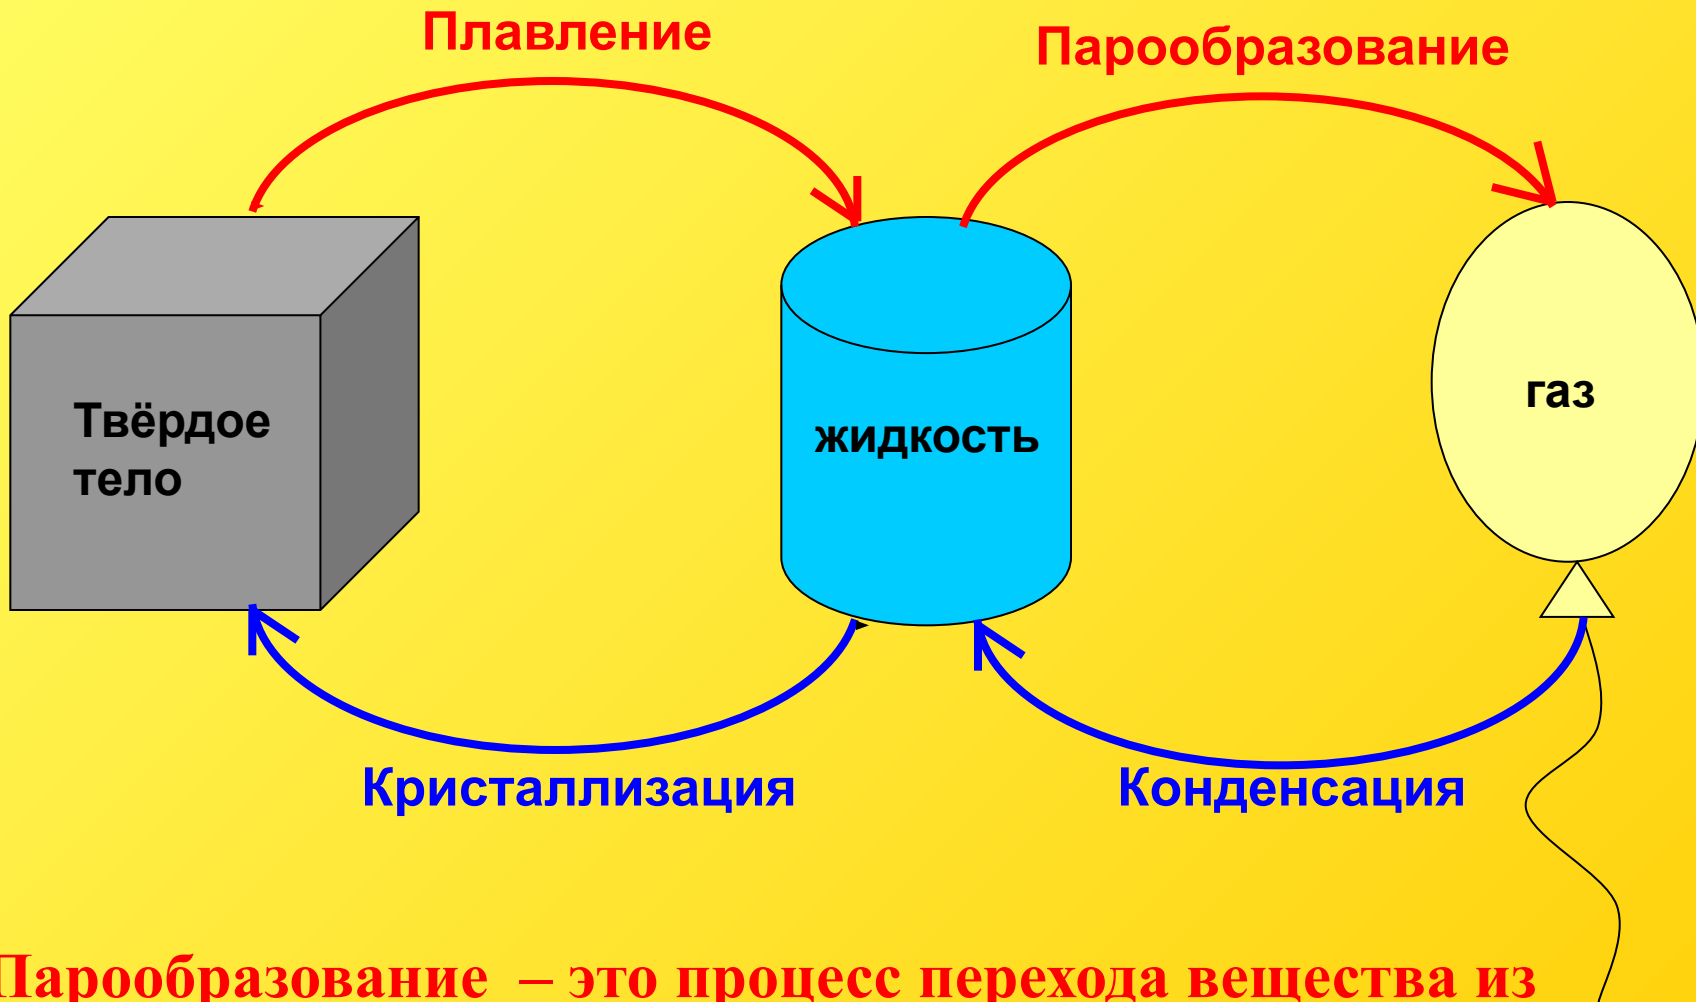 Плавление
Парообразование
Твёрдое
тело
жидкость
газ
Кристаллизация
Конденсация
Парообразование – это процесс перехода вещества из